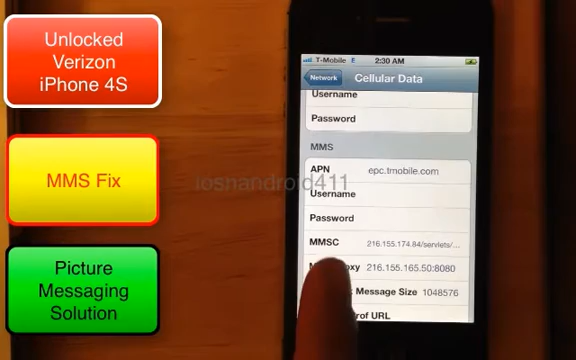 Unlocked
Verizon
iPhone 4S
MMS Fix
Picture
Messaging
Solution
iosnandroid411
T-Mobile E 2:30 AM
Network Cellular Data
Username
Password
MMS
APN epc.tmobile.com
Username
Password
MMSC 216.155.174.84/servlets/...
216.155.165.50:8080
Message Size 1048576
of URL